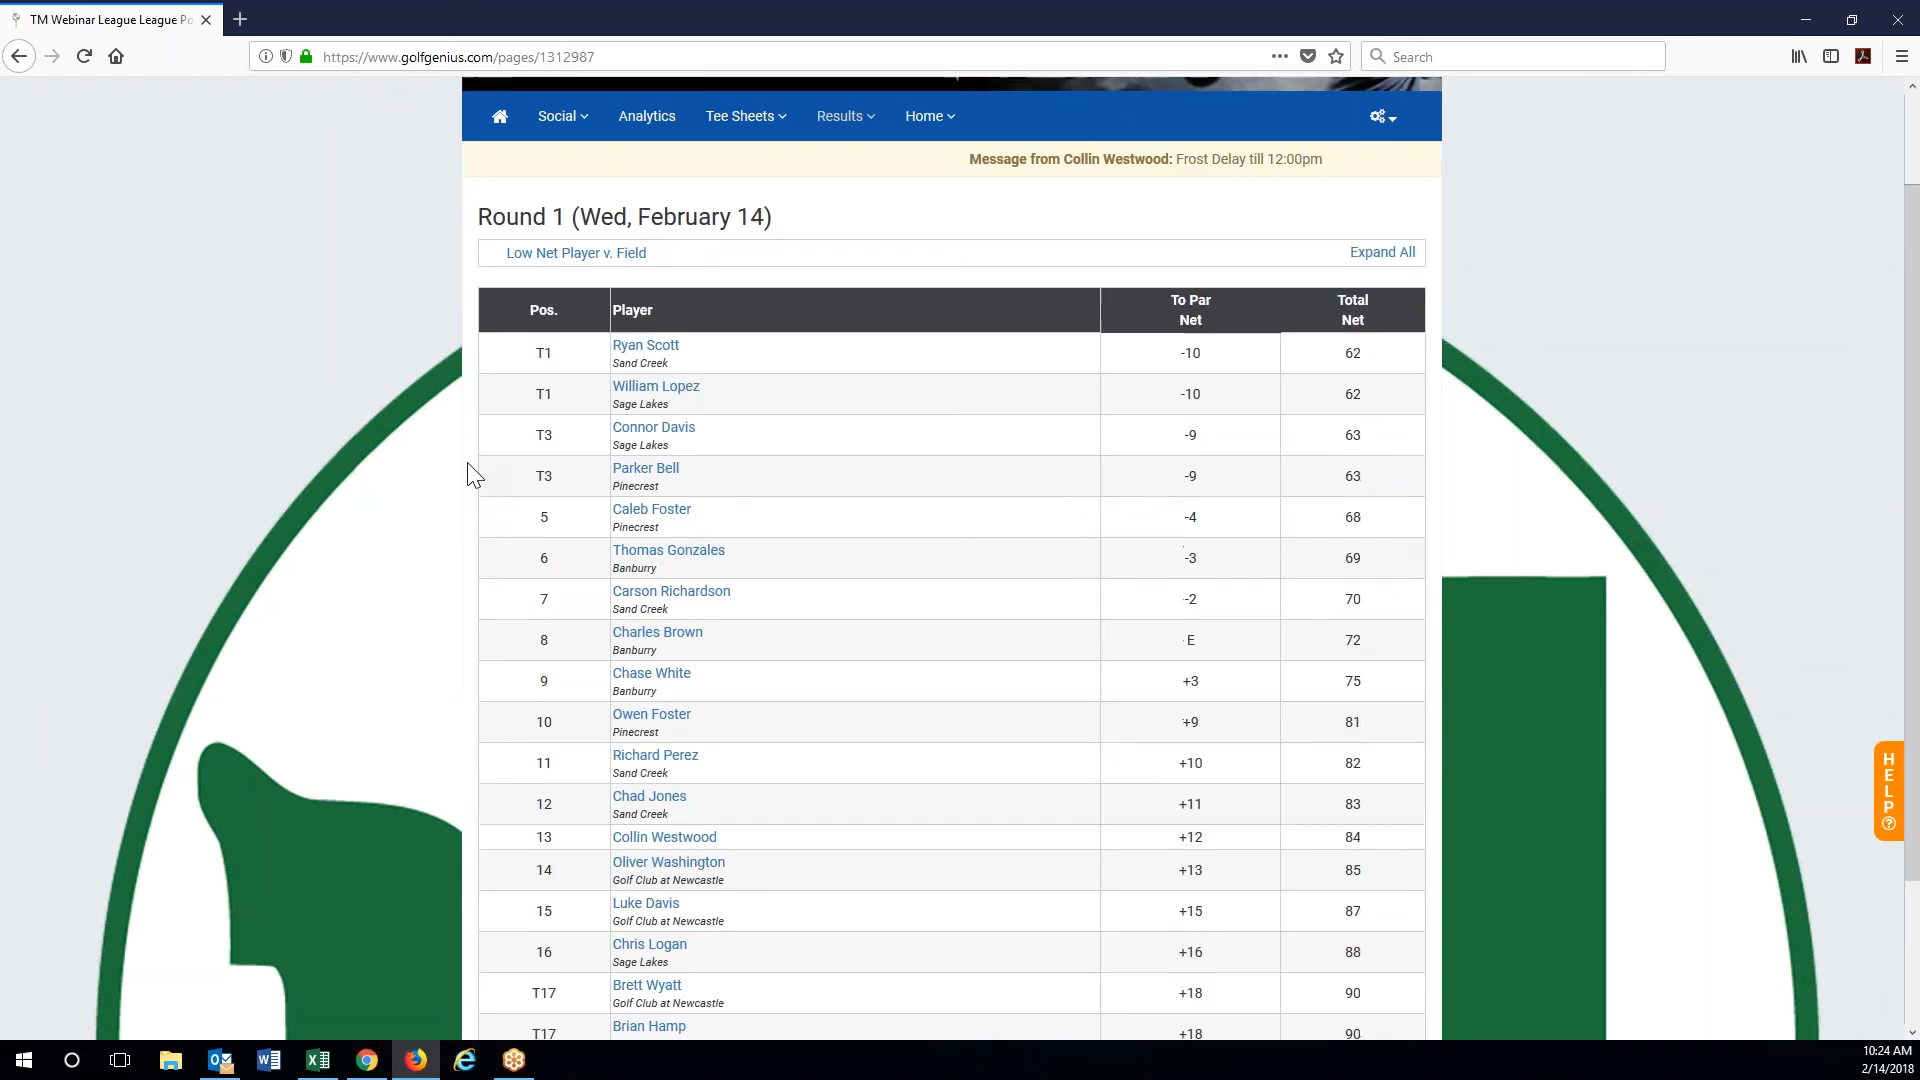 TM Webinar League League Po
https://www.golfgenius.com/pages/1312987
Search
Social
Analytics
Tee Sheets
Results
Home
Message from Collin Westwood: Frost Delay till 12:00pm
Round 1 (Wed, February 14)
Low Net Player v. Field
Expand All
Pos. Player To Par Net Total Net
T1 Ryan Scott -10 62
Sand Creek
T1 William Lopez -10 62
Sage Lakes
T3 Connor Davis -9 63
Sage Lakes
T3 Parker Bell -9 63
Pinecrest
5 Caleb Foster -4 68
Pinecrest
6 Thomas Gonzales -3 69
Banburry
7 Carson Richardson -2 70
Sand Creek
8 Charles Brown E 72
Banburry
9 Chase White +3 75
Banburry
10 Owen Foster +9 81
Pinecrest
11 Richard Perez +10 82
Sand Creek
12 Chad Jones +11 83
Sand Creek
13 Collin Westwood +12 84
14 Oliver Washington +13 85
Golf Club at Newcastle
15 Luke Davis +15 87
Golf Club at Newcastle
16 Chris Logan +16 88
Sage Lakes
T17 Brett Wyatt +18 90
Golf Club at Newcastle
T17 Brian Hamp +18 90
HELP
10:24 AM
2/14/2018